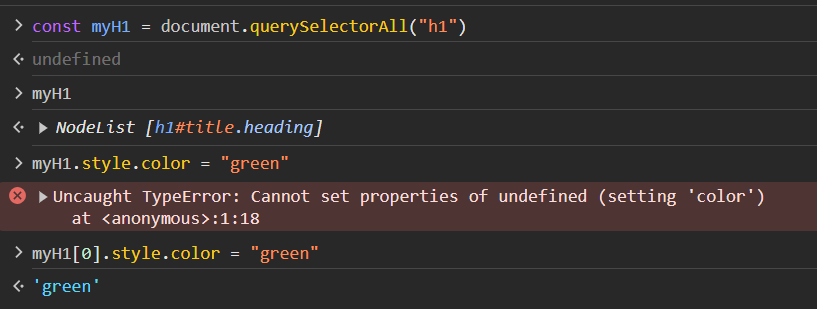 const myH1 = document.querySelectorAll("h1")
undefined
myH1
NodeList [h1#title.heading]
myH1.style.color = "green"
Uncaught TypeError: Cannot set properties of undefined (setting 'color')
at <anonymous>:1:18
myH1[0].style.color = "green"
'green'